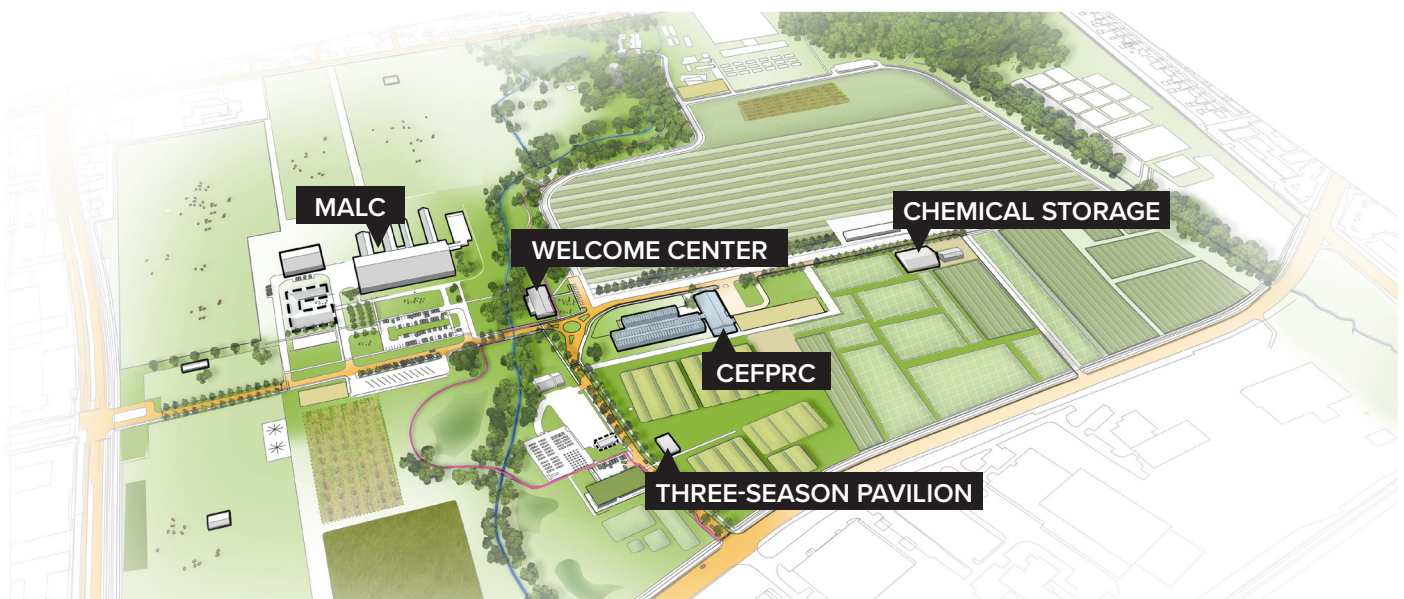 MALC
CHEMICAL STORAGE
WELCOME CENTER
CEFPRC
THREE-SEASON PAVILION